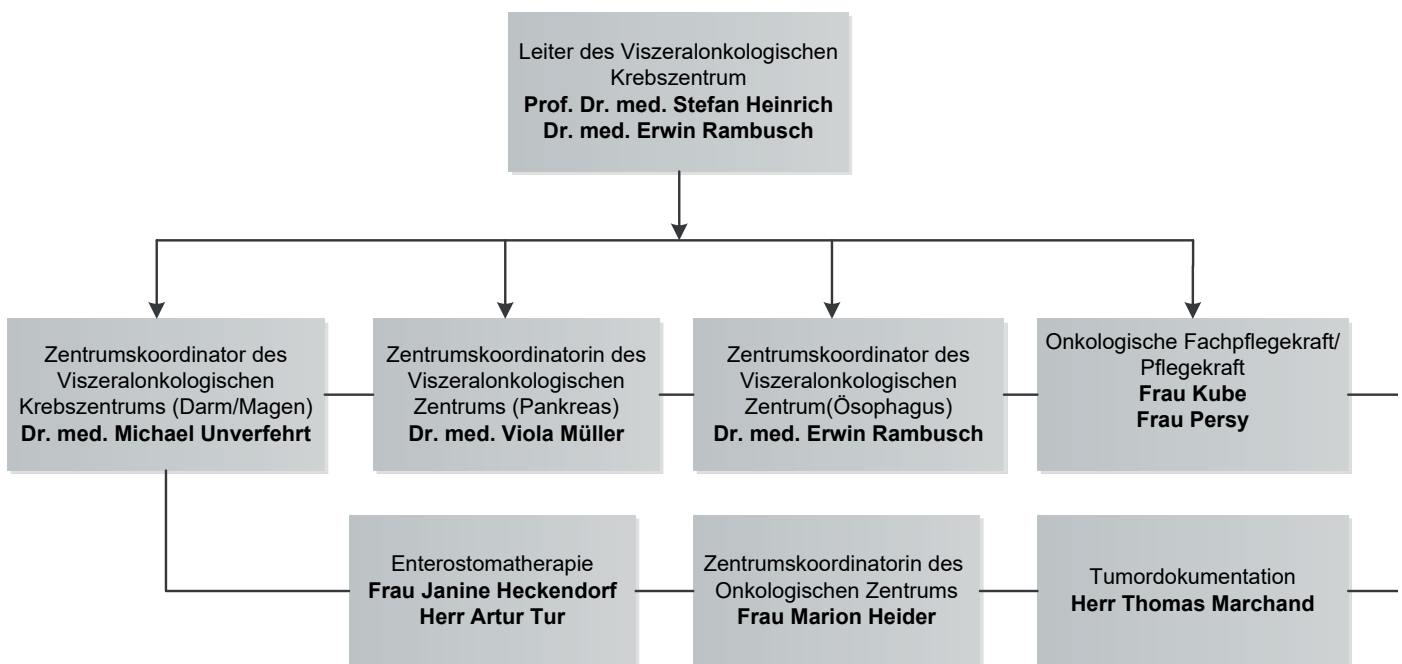 Leiter des Viszeralonkologischen
Krebszentrum
Prof. Dr. med. Stefan Heinrich
Dr. med. Erwin Rambusch
Zentrumskoordinator des
Viszeralonkologischen
Krebszentrums (Darm/Magen)
Dr. med. Michael Unverfehrt
Zentrumskoordinatorin des
Viszeralonkologischen
Zentrums (Pankreas)
Dr. med. Viola Müller
Zentrumskoordinator des
Viszeralonkologischen
Zentrum(Ösophagus)
Dr. med. Erwin Rambusch
Onkologische Fachpflegekraft/
Pflegekraft
Frau Kube
Frau Persy
Enterostomatherapie
Frau Janine Heckendorf
Herr Artur Tur
Zentrumskoordinatorin des
Onkologischen Zentrums
Frau Marion Heider
Tumordokumentation
Herr Thomas Marchand